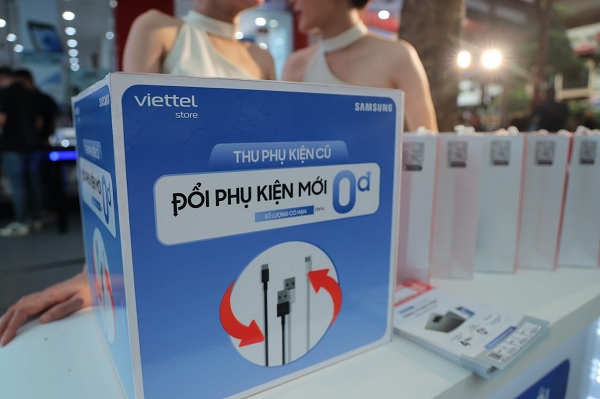 viettel
store
SAMSUNG
THU PHỤ KIỆN CŨ
ĐỔI PHỤ KIỆN MỚI 0đ
SỐ LƯỢNG CÓ HẠN